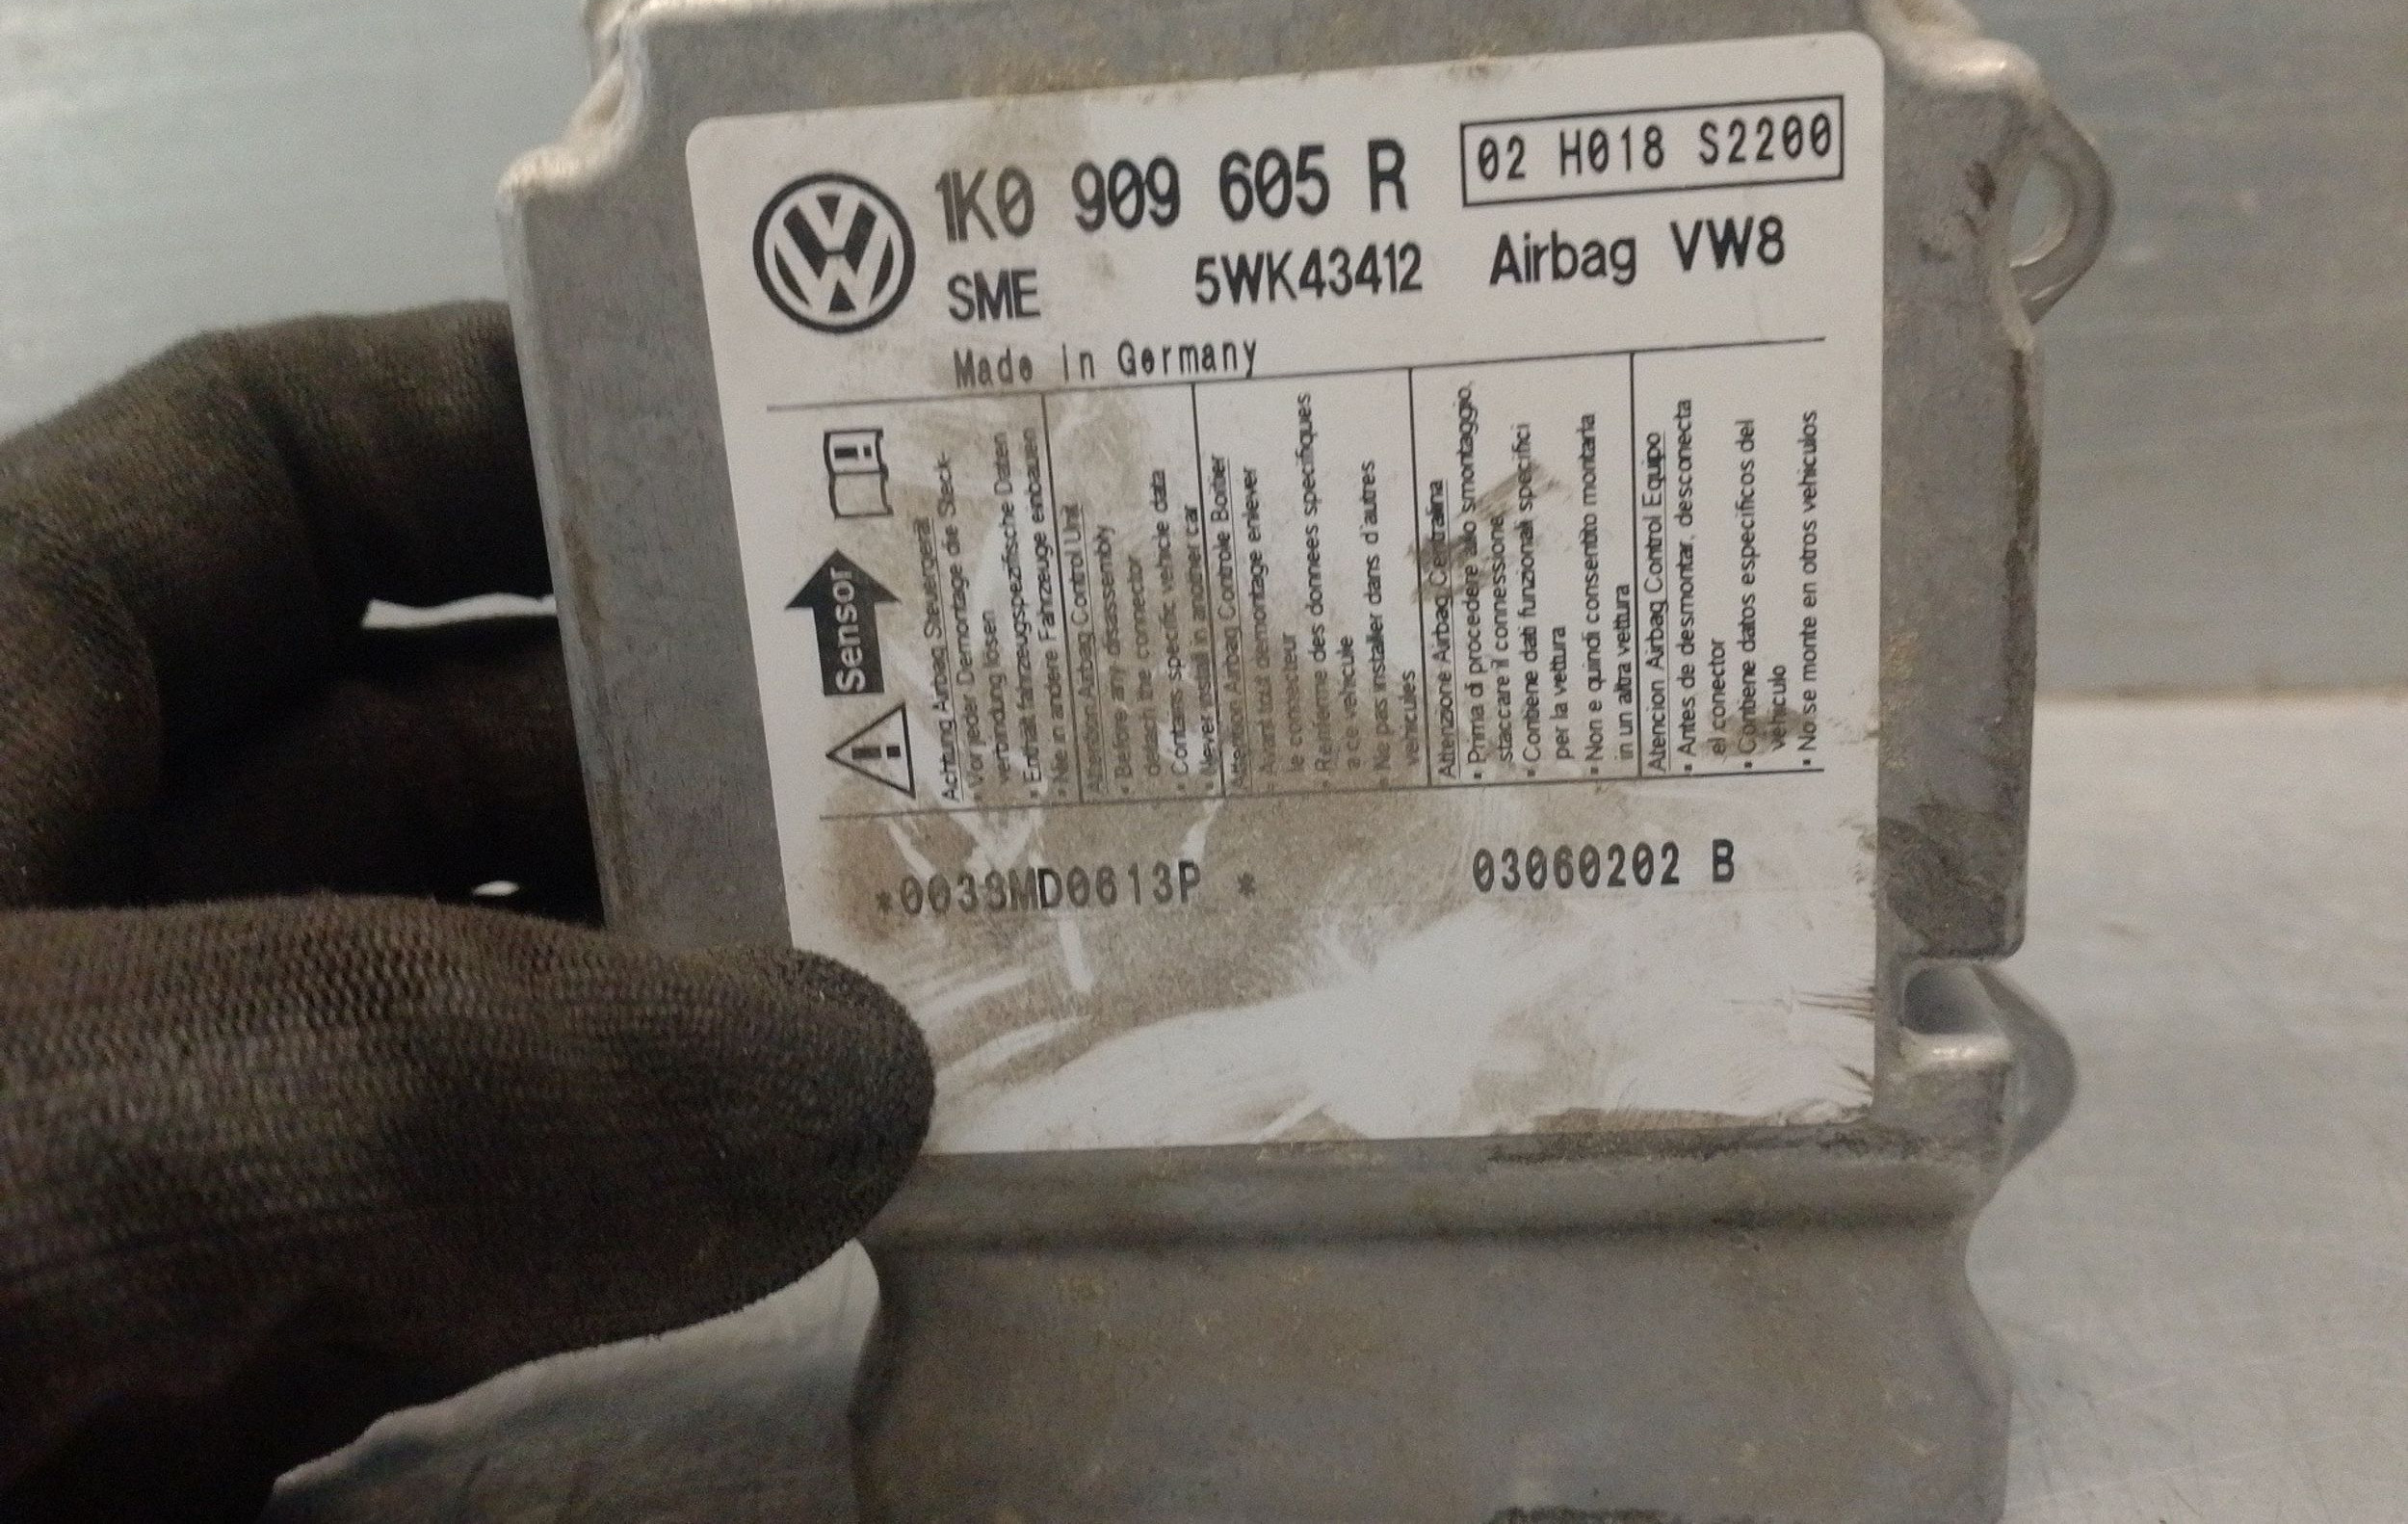 1K0 909 605 R
02 H018 S2200
SME 5WK43412 Airbag VW8
Made in Germany
Sensor
Achtung Airbag Steuergerät
• Vor jeder Demontage die Steck-
verbindung lösen
• Enthält fahrzeugspezifische Daten
• Nie in andere Fahrzeuge einbauen
Attention Airbag Control Unit
• Before any disassembly
detach the connector
• Contains specific vehicle data
• Never install in another car
Attention Airbag Controle Boitier
• Avant tout demontage enlever
le connecteur
• Renferme des donnees specifiques
a ce vehicule
• Ne pas installer dans d'autres
vehicules
Attenzione Airbag Centralina
• Prima di procedere allo smontaggio,
staccare il connessione
• Contiene dati funzionali specifici
per la vettura
• Non e quindi consentito montarla
in un altra vettura
Atencion Airbag Control Equipo
• Antes de desmontar, desconecta
el conector
• Contiene datos especificos del
vehiculo
• No se monte en otros vehiculos
*0039MD0613P * 03060202 B